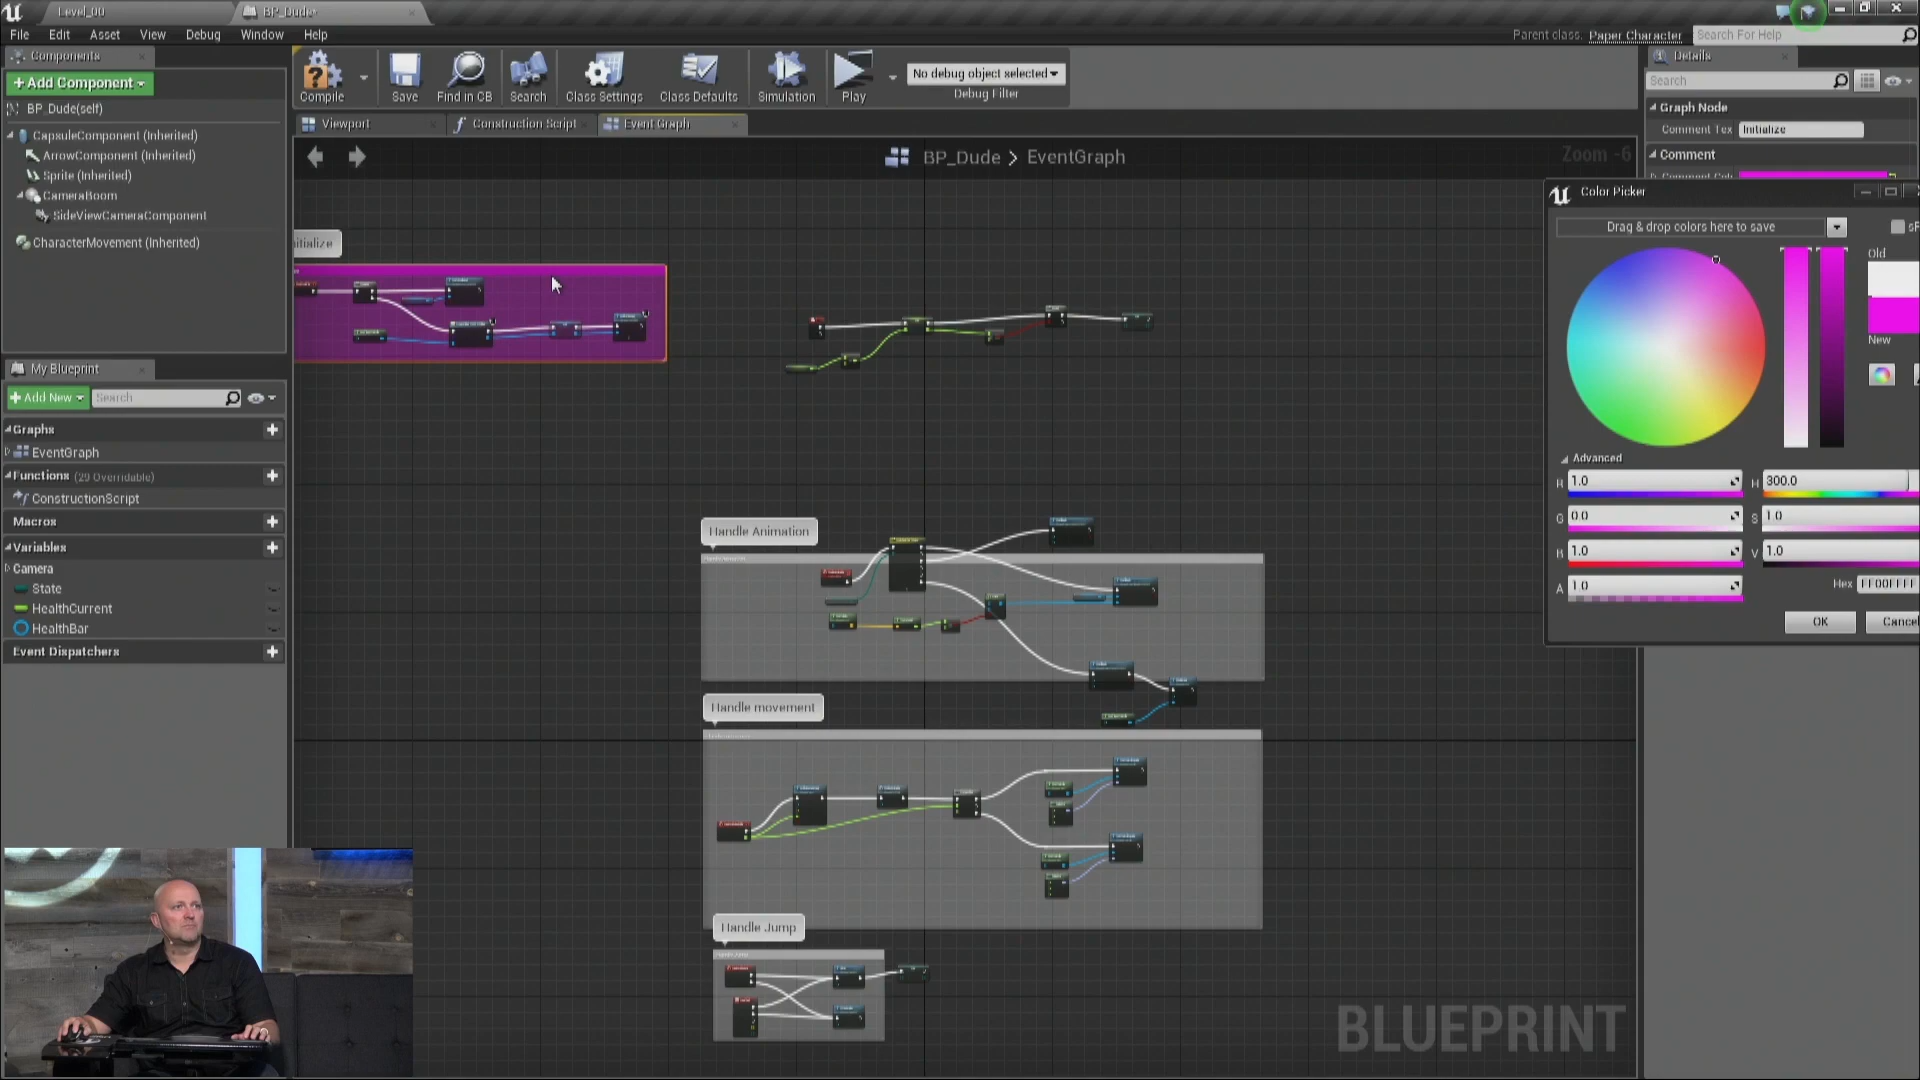 Level_00
BP_Dude*
File Edit Asset View Debug Window Help
Parent class: Paper Character
Search For Help
Components
+Add Component
BP_Dude(self)
CapsuleComponent (Inherited)
ArrowComponent (Inherited)
Sprite (Inherited)
CameraBoom
SideViewCameraComponent
CharacterMovement (Inherited)
Compile
Save
Find in CB
Search
Class Settings
Class Defaults
Simulation
Play
No debug object selected
Debug Filter
Viewport
Construction Script
Event Graph
BP_Dude > EventGraph
Zoom -6
itialize
Handle Animation
Handle movement
Handle Jump
BLUEPRINT
My Blueprint
+Add New
Search
Graphs
EventGraph
Functions (29 Overridable)
ConstructionScript
Macros
Variables
Camera
State
HealthCurrent
HealthBar
Event Dispatchers
Details
Search
Graph Node
Comment Tex Initialize
Comment
Color Picker
Drag & drop colors here to save
Old
New
Advanced
R 1.0
G 0.0
B 1.0
A 1.0
H 300.0
S 1.0
V 1.0
Hex FF00FFFF
OK
Cancel